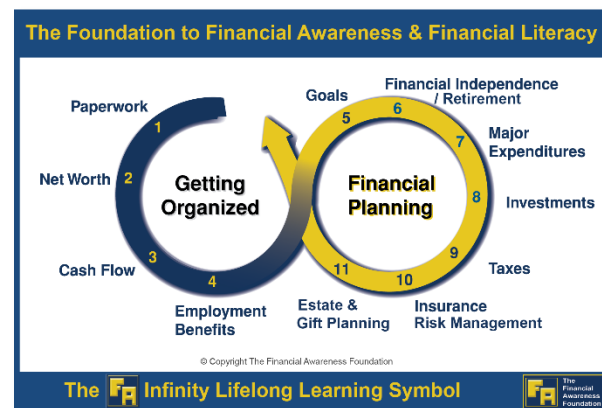 The Foundation to Financial Awareness & Financial Literacy
Paperwork
1
Net Worth
2
Cash Flow
3
Employment
Benefits
4
Getting
Organized
Goals
5
Financial Independence
/ Retirement
6
Major
Expenditures
7
Investments
8
Taxes
9
Insurance
Risk Management
10
Estate &
Gift Planning
11
Financial
Planning
© Copyright The Financial Awareness Foundation
The FA Infinity Lifelong Learning Symbol
FA
The
Financial
Awareness
Foundation